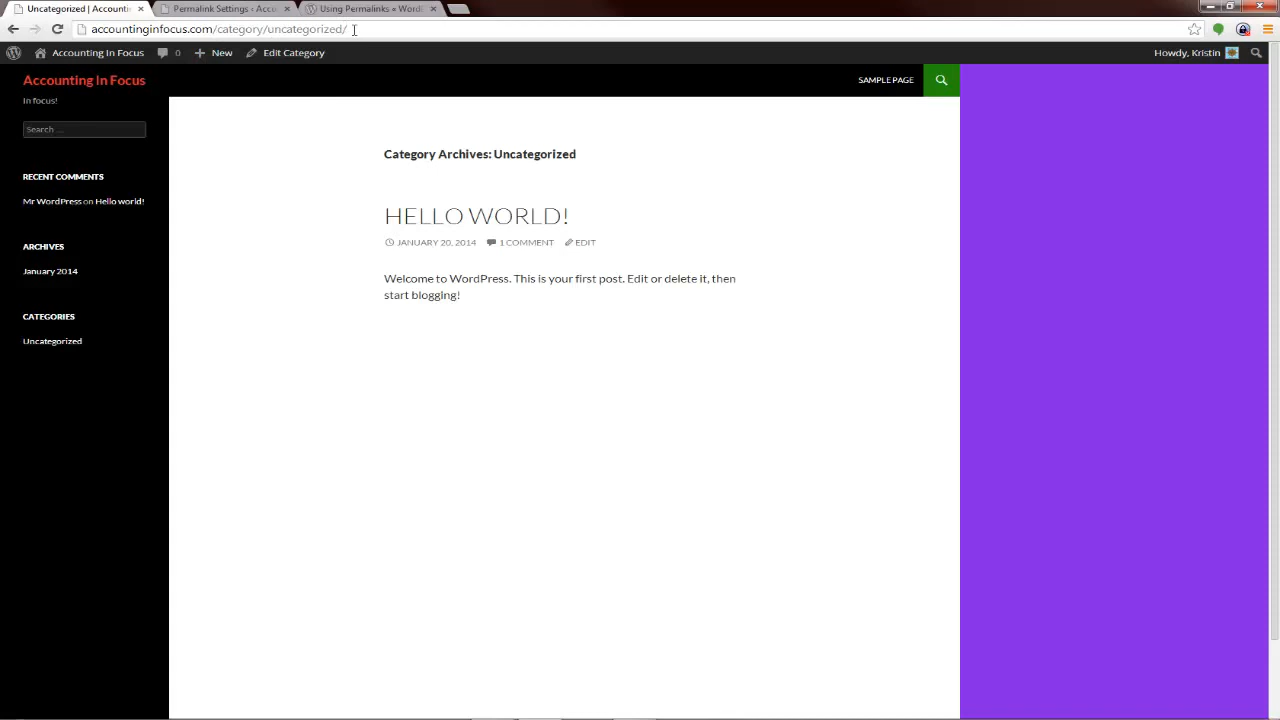 Uncategorized | Accounti
Permalink Settings ‹ Accou
Using Permalinks « WordP
accountinginfocus.com/category/uncategorized/
Accounting In Focus
0
New
Edit Category
Howdy, Kristin
Accounting In Focus
In focus!
Search …
RECENT COMMENTS
Mr WordPress on Hello world!
ARCHIVES
January 2014
CATEGORIES
Uncategorized
SAMPLE PAGE
Category Archives: Uncategorized
HELLO WORLD!
JANUARY 20, 2014 1 COMMENT EDIT
Welcome to WordPress. This is your first post. Edit or delete it, then
start blogging!